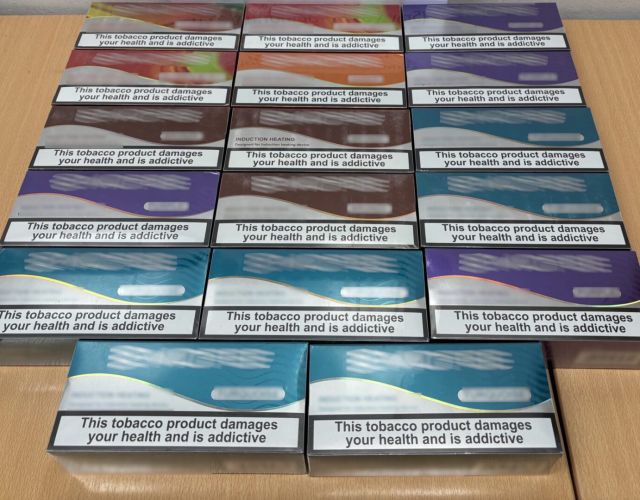 This tobacco product damages
your health and is addictive
This tobacco product damages
your health and is addictive
This tobacco product damages
your health and is addictive
This tobacco product damages
your health and is addictive
This tobacco product damages
your health and is addictive
This tobacco product damages
your health and is addictive
This tobacco product damages
your health and is addictive
INDUCTION HEATING
Designed for Induction heating device
This tobacco product damages
your health and is addictive
This tobacco product damages
your health and is addictive
This tobacco product damages
your health and is addictive
This tobacco product damages
your health and is addictive
This tobacco product damages
your health and is addictive
This tobacco product damages
your health and is addictive
This tobacco product damages
your health and is addictive
This tobacco product damages
your health and is addictive
This tobacco product damages
your health and is addictive
This tobacco product damages
your health and is addictive